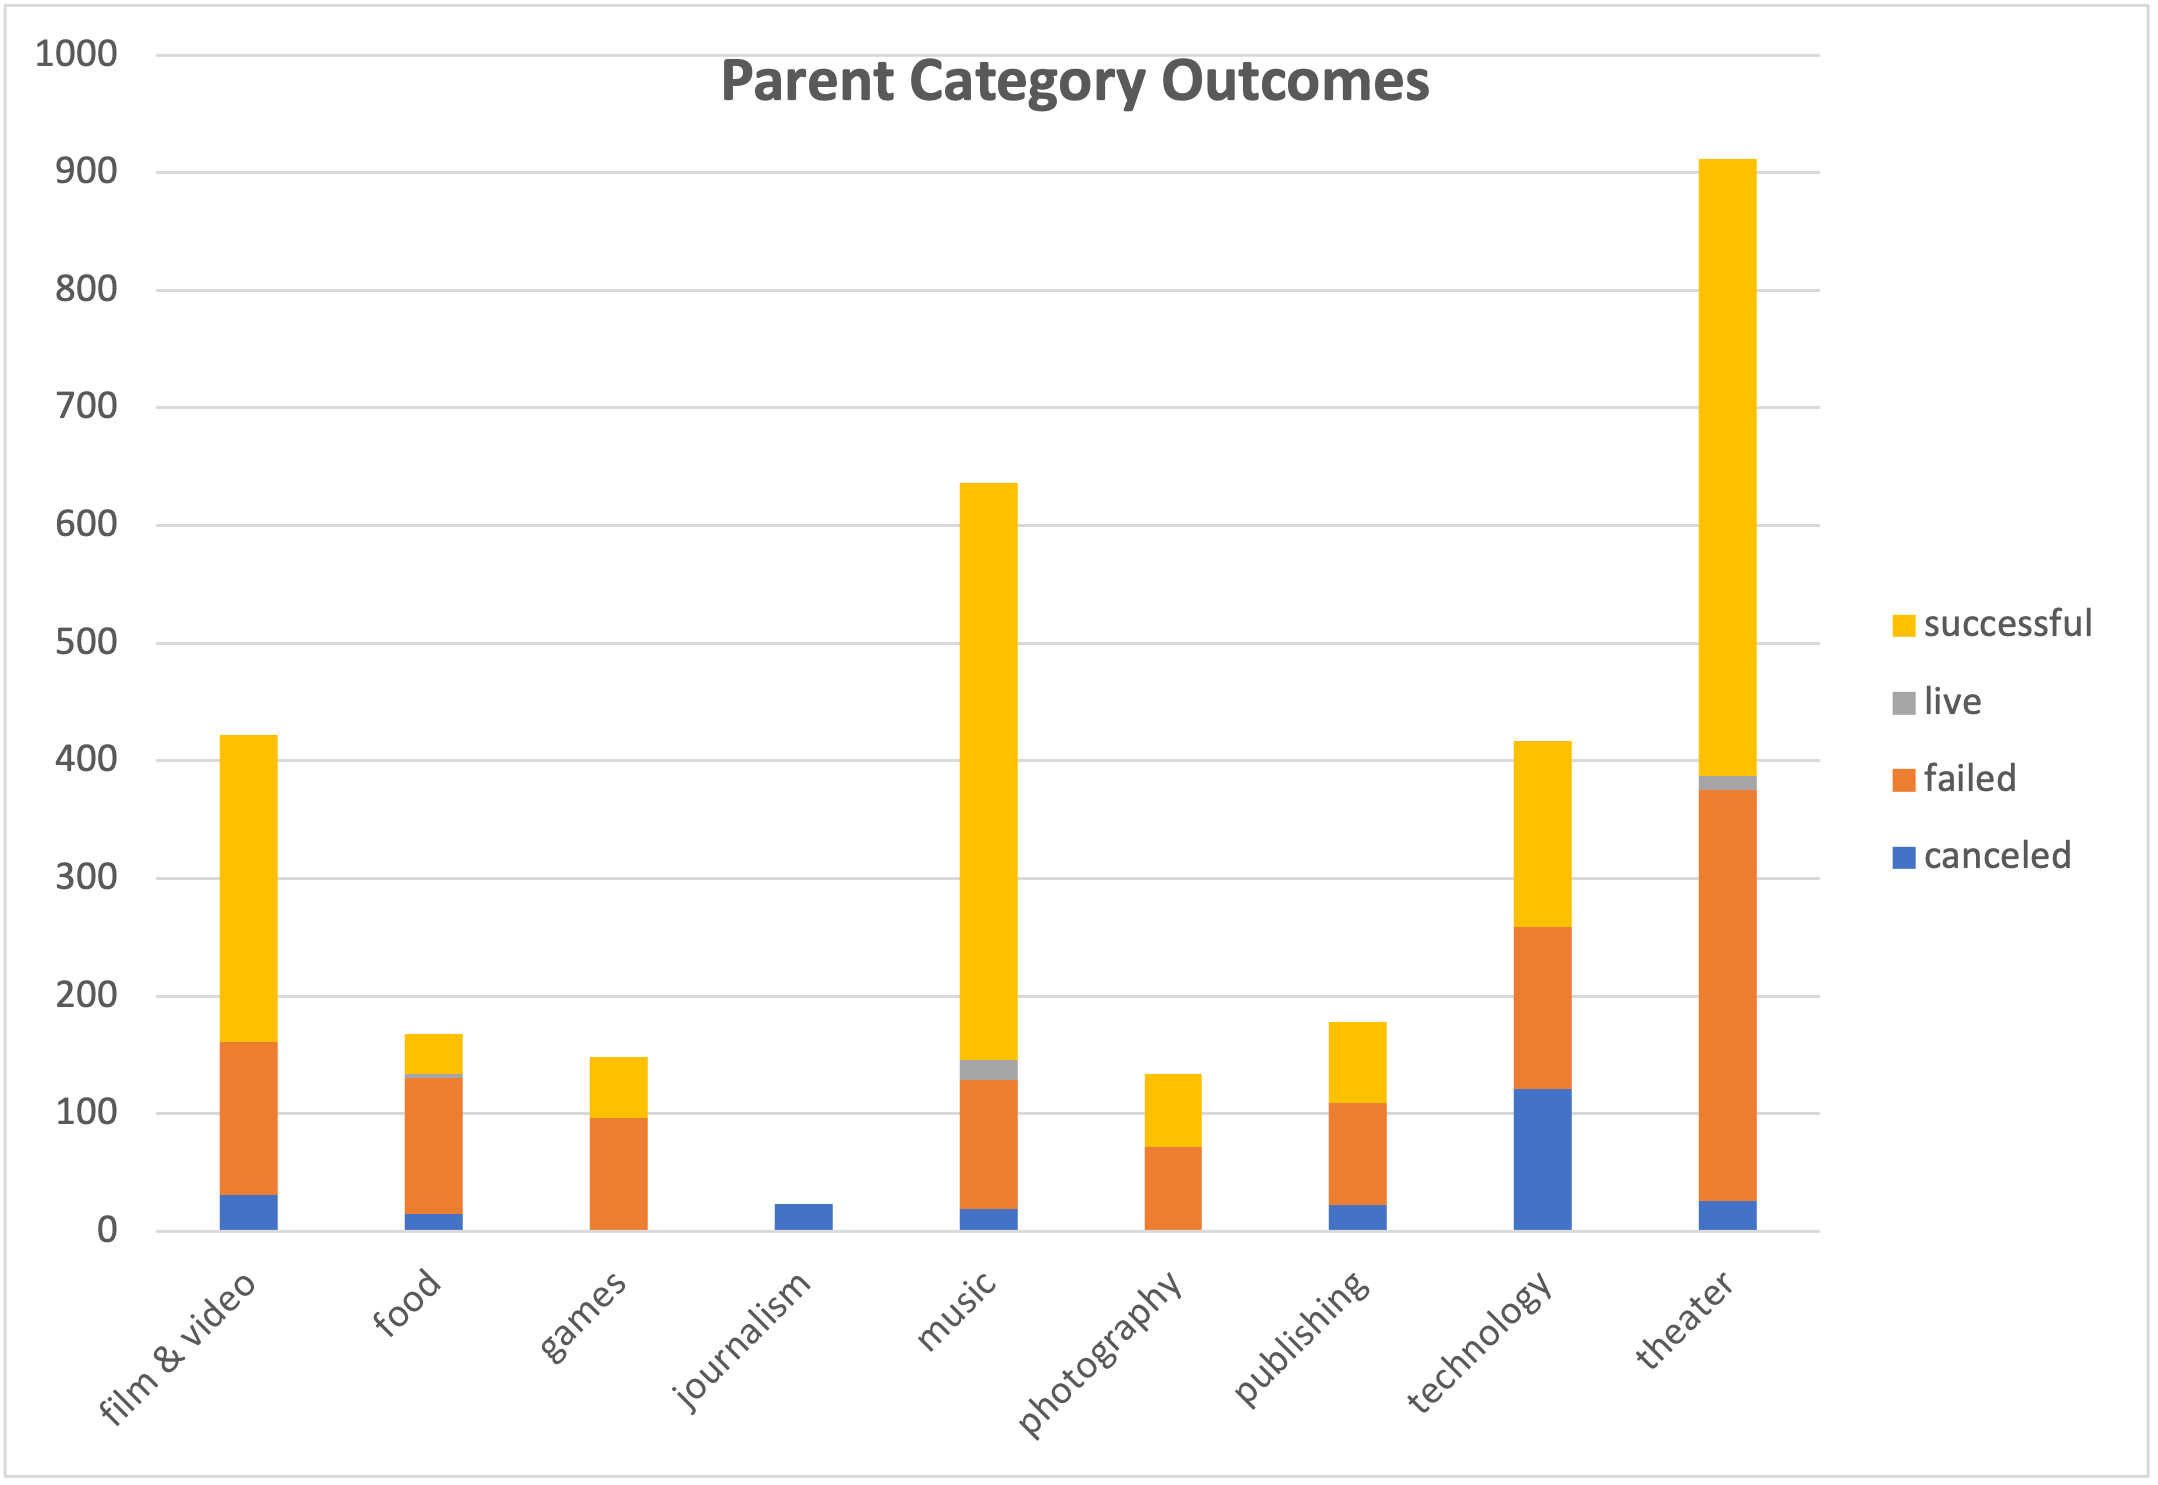 Parent Category Outcomes
1000
900
800
700
600
500
400
300
200
100
0
film & video
food
games
journalism
music
photography
publishing
technology
theater
successful
live
failed
canceled